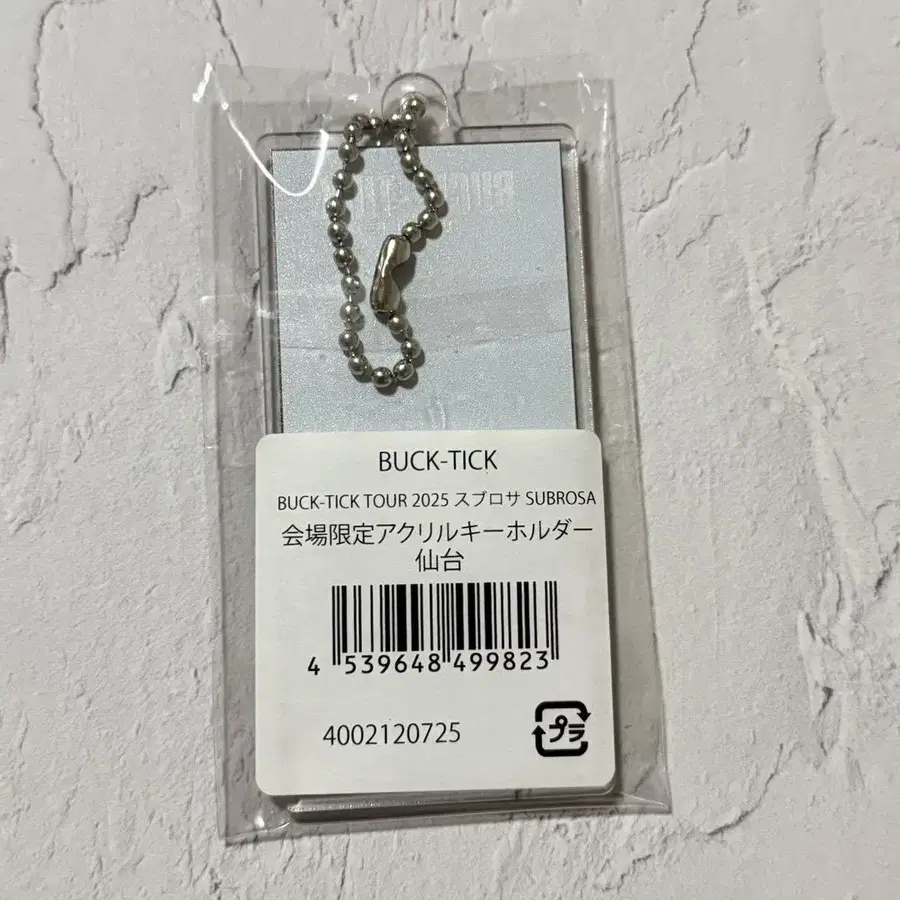 BUCK-TICK
BUCK-TICK TOUR 2025 スブロサ SUBROSA
会場限定アクリルキーホルダー
仙台
4 539648 499823
4002120725
プラ